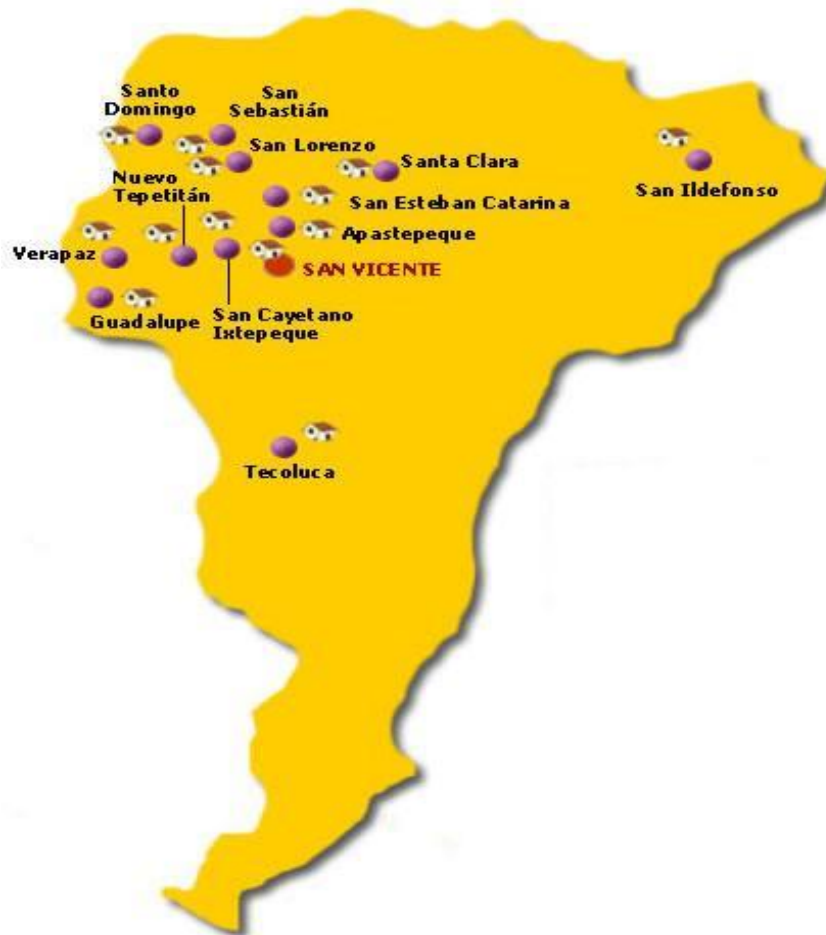 Santo
Domingo
San
Sebastián
San Lorenzo
Santa Clara
San Ildefonso
Nuevo
Tepetitán
San Esteban Catarina
Apastepeque
Verapaz
SAN VICENTE
Guadalupe
San Cayetano
Ixtepeque
Tecoluca